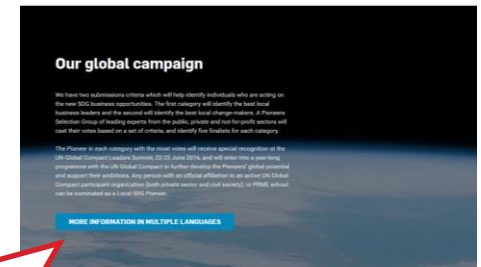 Our global campaign
We have two submissions criteria which will help identify individuals who are acting on
the new SDG business opportunities. The first category will identify the best local
business leaders and the second will identify the best local change-makers. A Pioneers
Selection Group of leading experts from the public, private and not-for-profit sectors will
cast their votes based on a set of criteria, and identify five finalists for each category.
The Pioneer in each category with the most votes will receive special recognition at the
UN Global Compact Leaders Summit, 22-23 June 2016, and will enter into a year-long
programme with the UN Global Compact to further develop the Pioneers' global potential
and support their ambitions. Any person with an official affiliation to an active UN Global
Compact participant organization (both private sector and civil society), or PRME school
can be nominated as a Local SDG Pioneer.
MORE INFORMATION IN MULTIPLE LANGUAGES